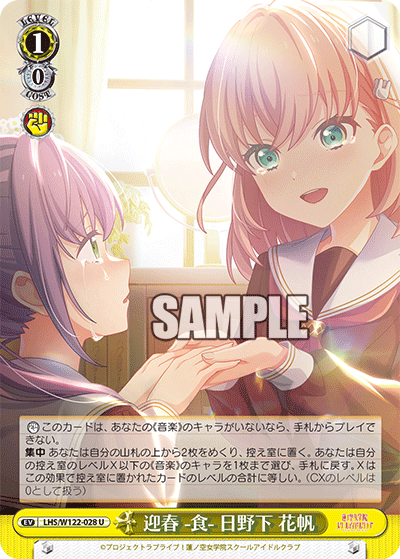 LEVEL
1
0
COST
SAMPLE
このカードは、あなたの《音楽》のキャラがいないなら、手札からプレイで
きない。
集中 あなたは自分の山札の上から2枚をめくり、控え室に置く。あなたは自分
の控え室のレベルX以下の《音楽》のキャラを1枚まで選び、手札に戻す。Xは
この効果で控え室に置かれたカードのレベルの合計に等しい。(CXのレベルは
0として扱う)
EV LHS/W122-028 U 迎春 -食- 日野下 花帆
©プロジェクトラブライブ!蓮ノ空女学院スクールアイドルクラブ